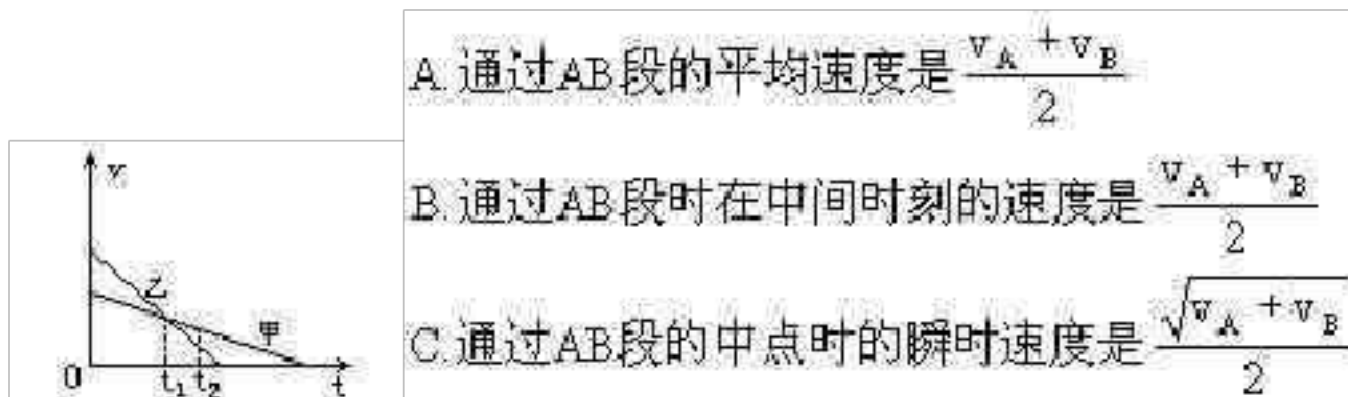 v
乙
甲
0
t₁ t₂ t
A.通过AB段的平均速度是 (v_A + v_B)/2
B.通过AB段时在中间时刻的速度是 (v_A + v_B)/2
C.通过AB段的中点时的瞬时速度是 √(v_A + v_B)/2